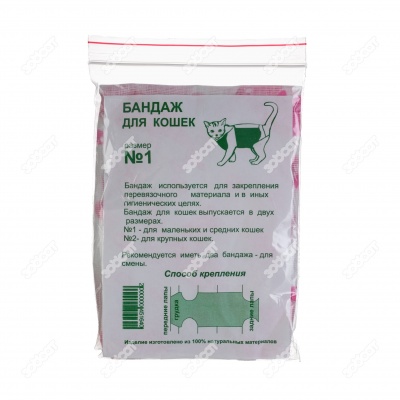 БАНДАЖ
ДЛЯ КОШЕК
размер
№1
Бандаж используется для закрепления
перевязочного материала и в иных
гигиенических целях.
Бандаж для кошек выпускается в двух
размерах.
№1 - для маленьких и средних кошек
№2- для крупных кошек.
Рекомендуется иметь два бандажа - для
смены.
Способ крепления
передние лапы
грудка
задние лапы
Изделие изготовлено из 100% натуральных материалов